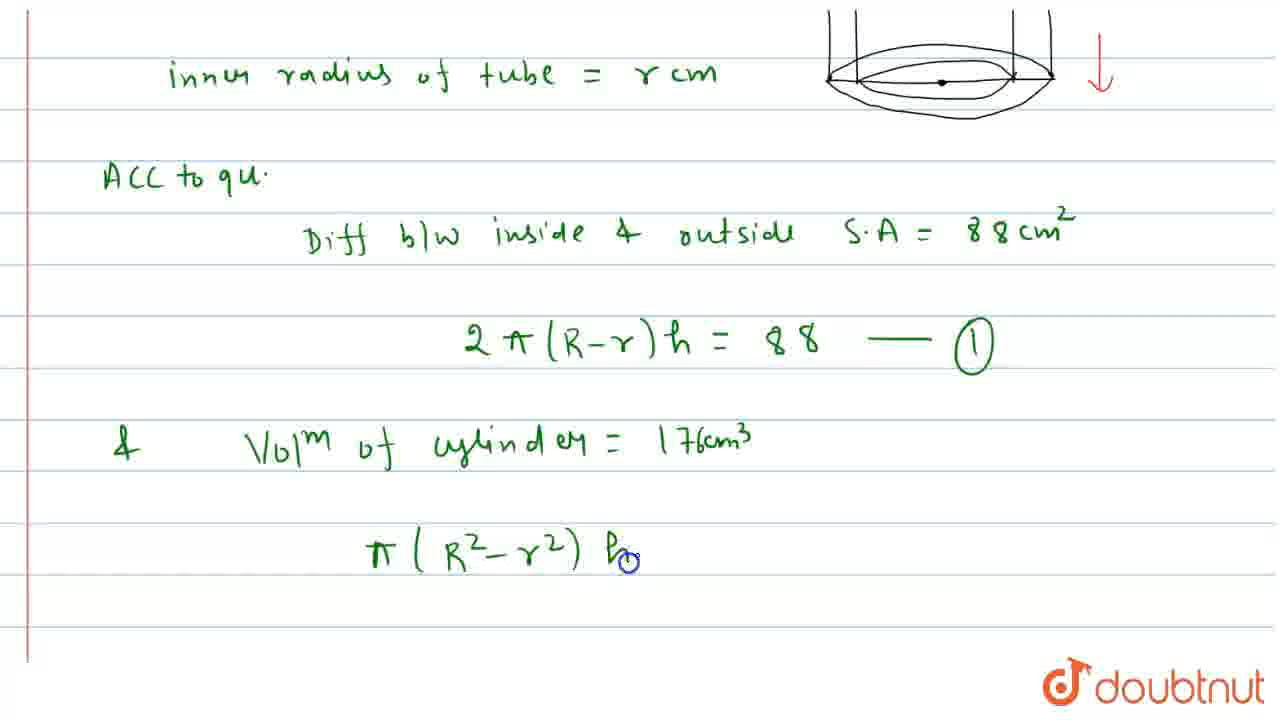 inner radius of tube = r cm
ACC to qu.
Diff b/w inside & outside S.A = 88 cm²
2π(R-r)h = 88 — ①
& Volᵐ of cylinder = 176cm³
π(R²-r²) h
doubtnut